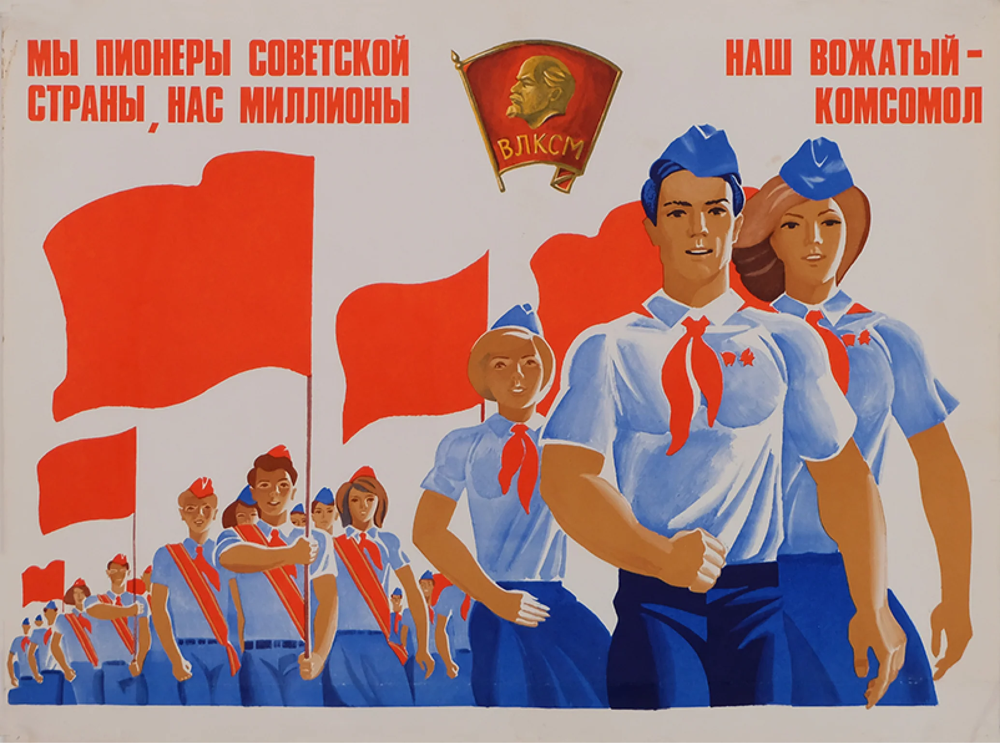 МЫ ПИОНЕРЫ СОВЕТСКОЙ
СТРАНЫ, НАС МИЛЛИОНЫ
НАШ ВОЖАТЫЙ -
КОМСОМОЛ
ВЛКСМ